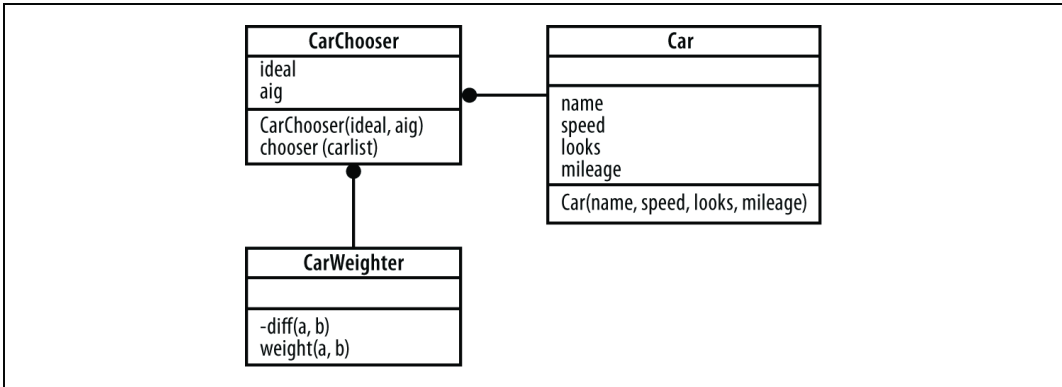 CarChooser
ideal
aig
CarChooser(ideal, aig)
chooser (carlist)
Car
name
speed
looks
mileage
Car(name, speed, looks, mileage)
CarWeighter
-diff(a, b)
weight(a, b)